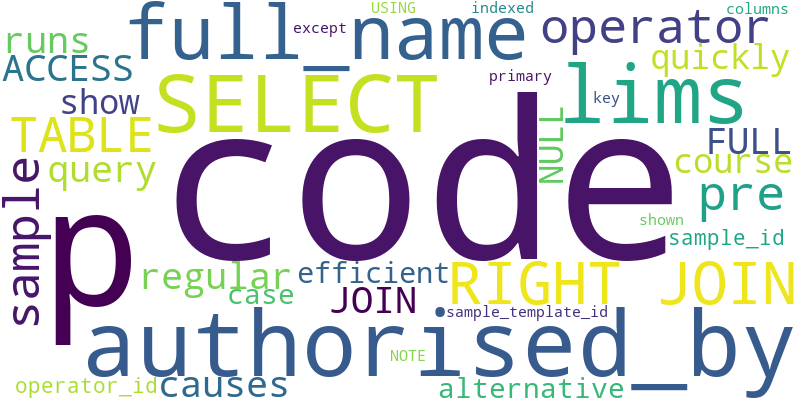 USING
indexed
columns
full_name
except
operator
runs
quickly
ACCESS
SELECT
primary
lims
show
key
TABLE
code
NULL
FULL
query
course
sample
p
pre
shown
sample_id
regular
efficient
RIGHT JOIN
case
JOIN
sample_template_id
authorised_by
NOTE
operator_id
causes
alternative